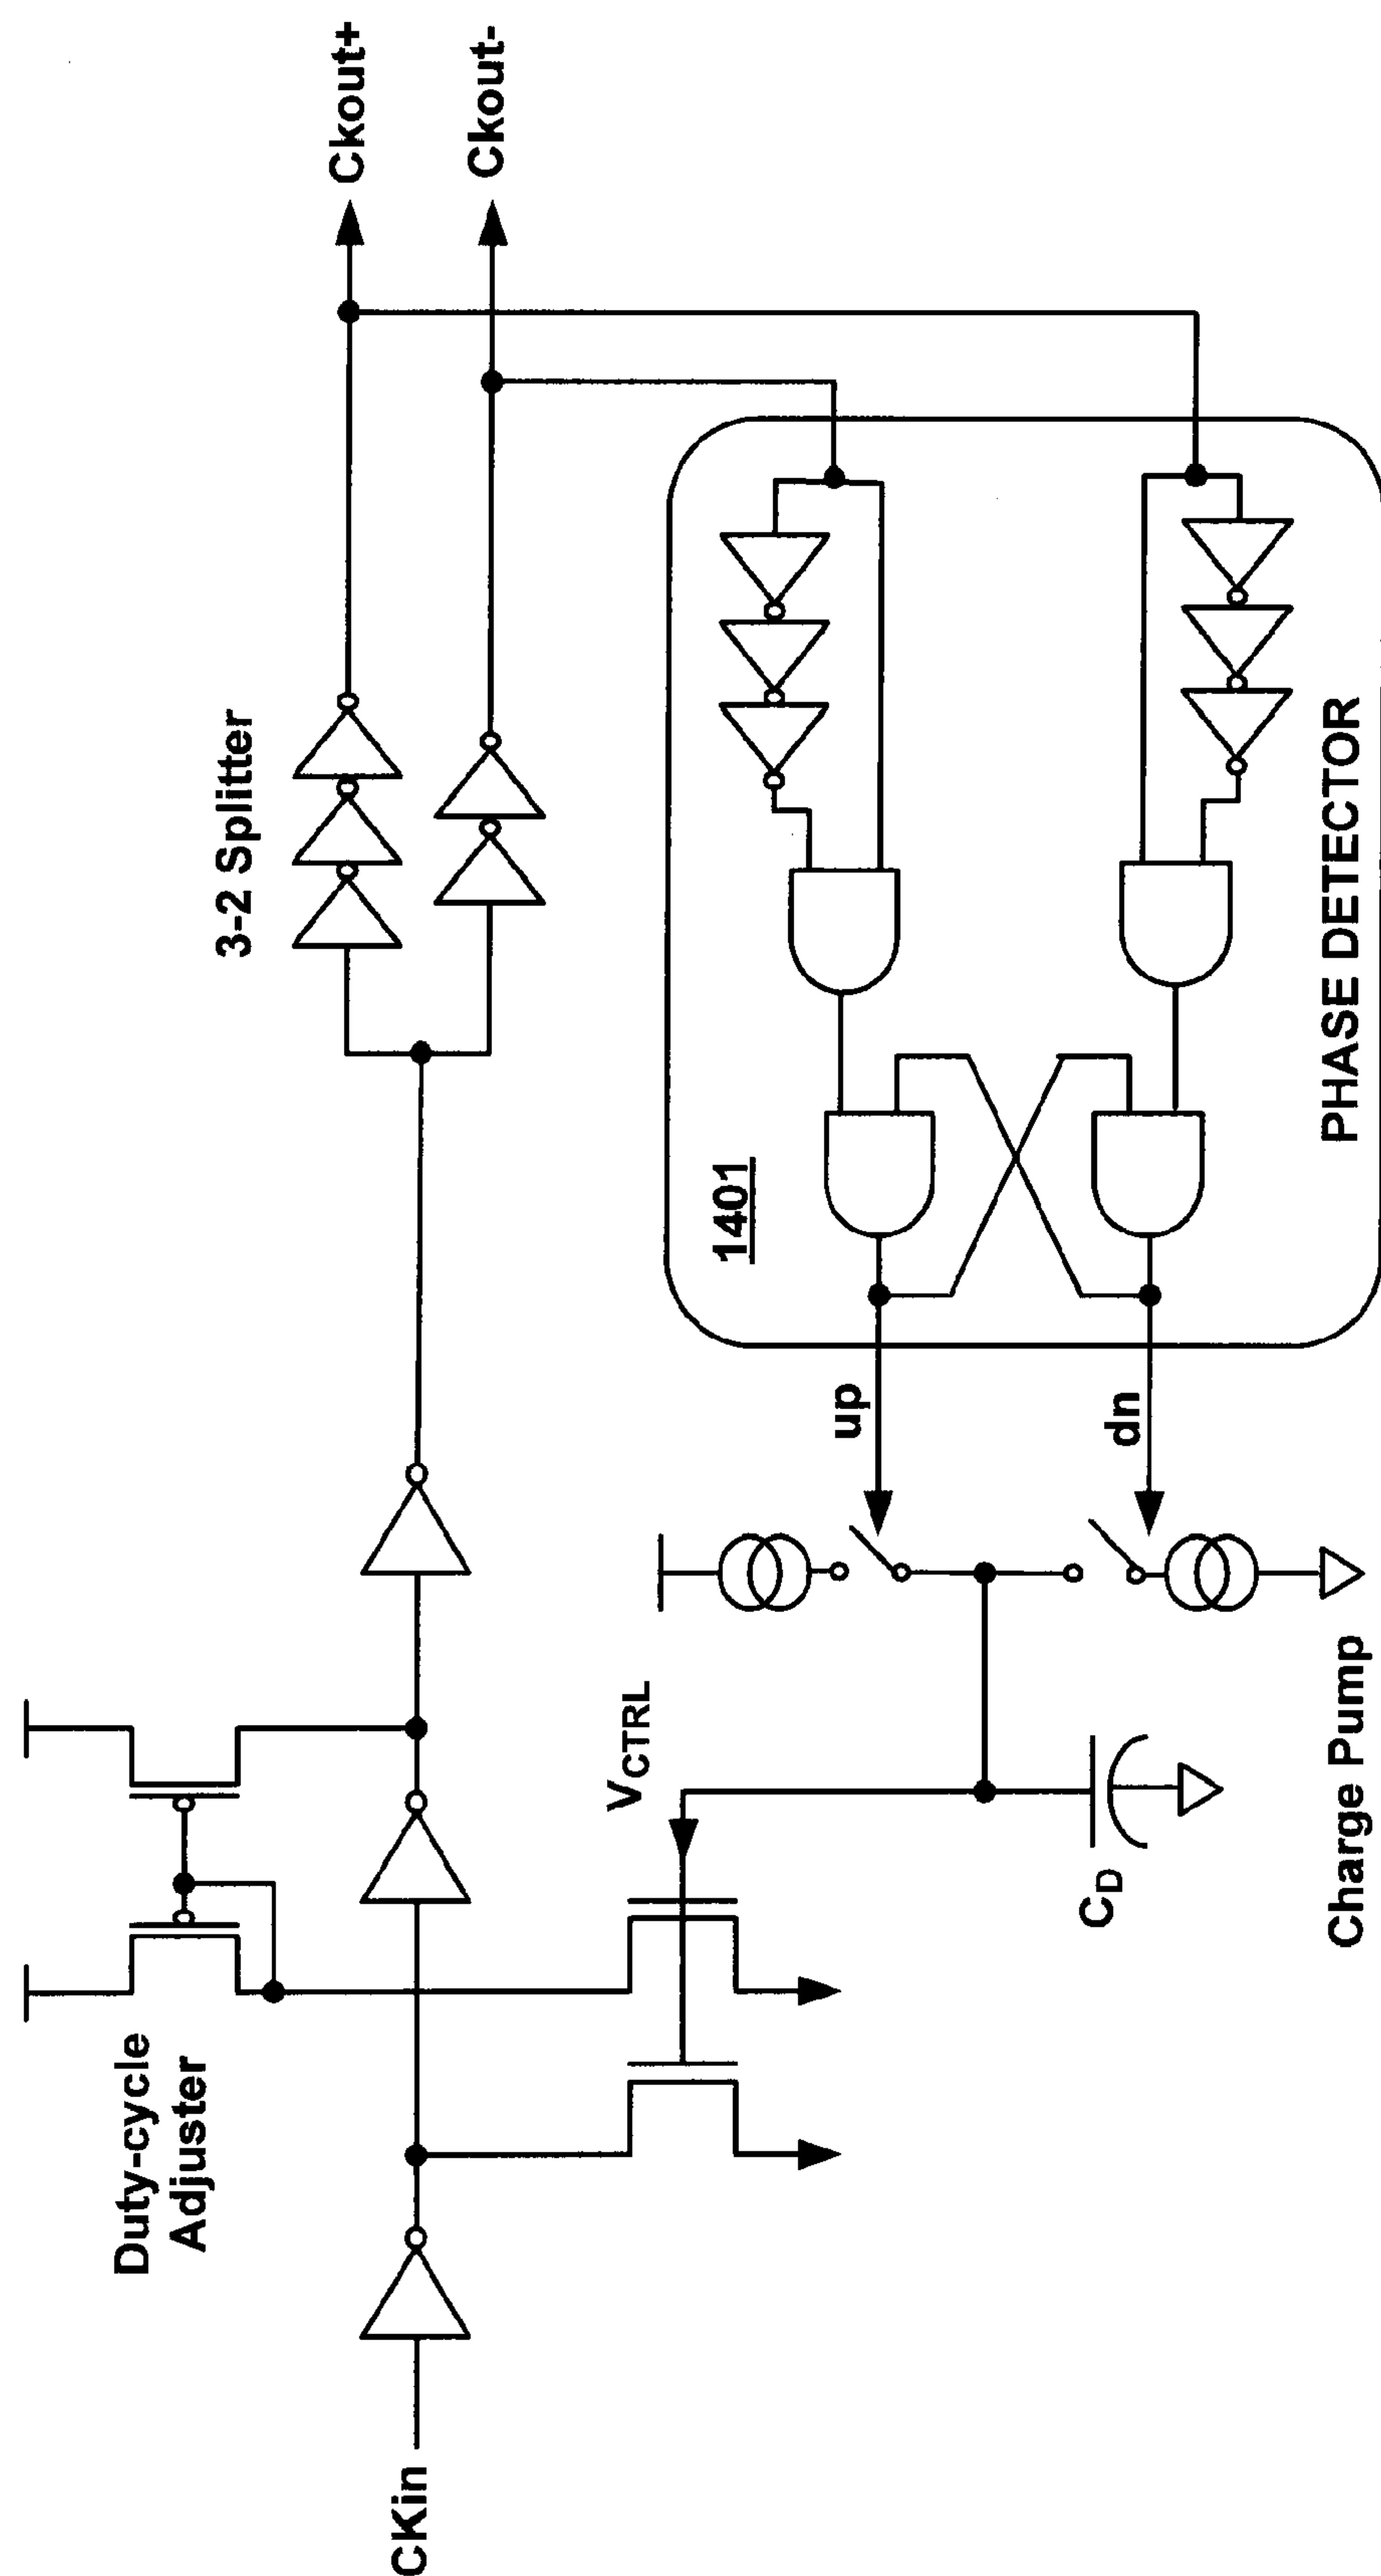 Duty-cycle
Adjuster
3-2 Splitter
Ckout+
Ckout-
CKin
VCTRL
up
dn
1401
CD
Charge Pump
PHASE DETECTOR